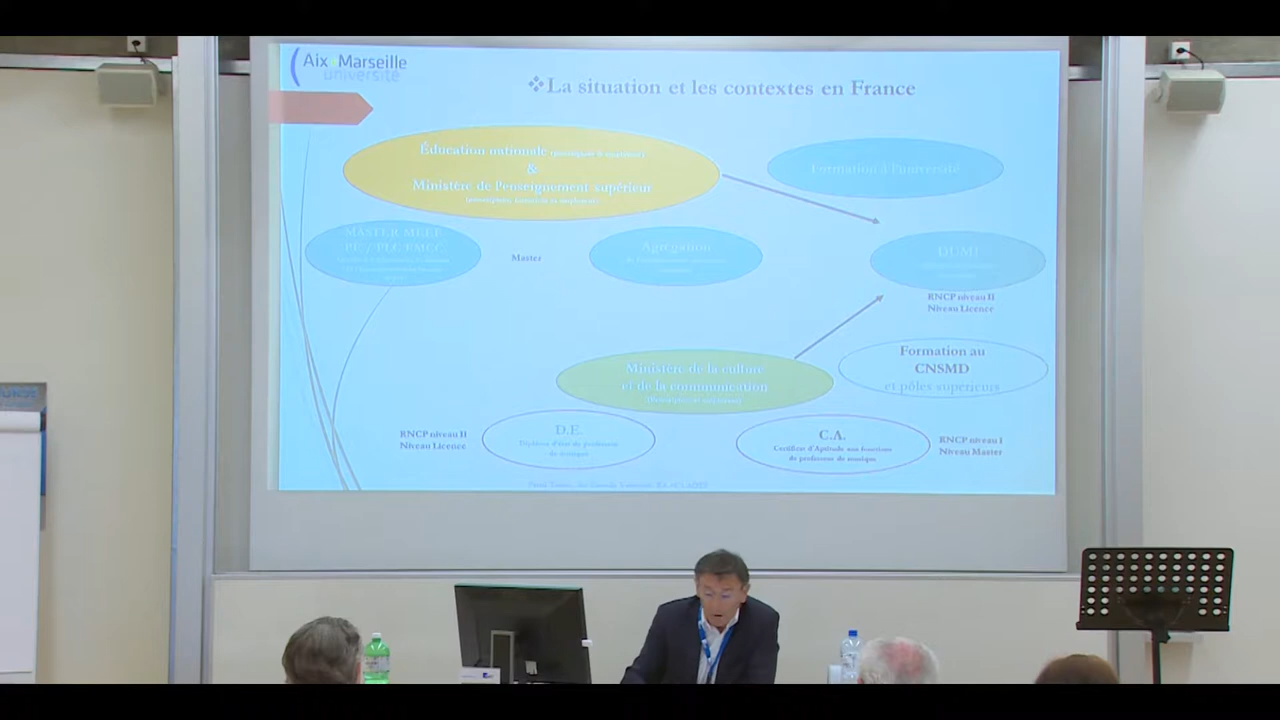 Aix Marseille
université
❖La situation et les contextes en France
Éducation nationale
&
Ministère de l'enseignement supérieur
Formation à l'université
MASTER MEEF
Agrégation
Master
DUMI
RNCP niveau II
Niveau Licence
Formation au
CNSMD
et pôles superieurs
Ministère de la culture
et de la communication
RNCP niveau II
Niveau Licence
D.E.
Diplôme d'état de professeur
de musique
C.A.
Certificat d'Aptitude aux fonctions
de professeur de musique
RNCP niveau I
Niveau Master